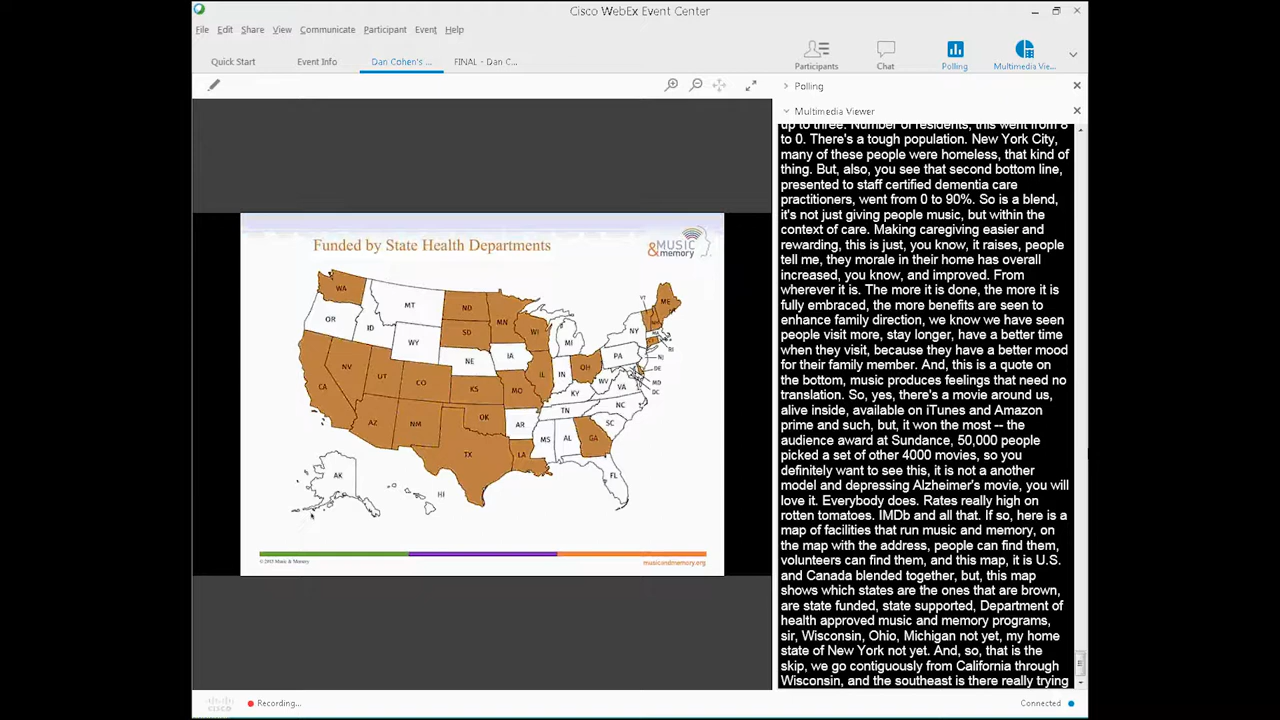 Cisco WebEx Event Center
File Edit Share View Communicate Participant Event Help
Quick Start Event Info Dan Cohen's ... FINAL - Dan C...
Participants Chat Polling Multimedia Vie...
Polling
Multimedia Viewer
up to three. Number of residents, this went from 8
to 0. There's a tough population. New York City,
many of these people were homeless, that kind of
thing. But, also, you see that second bottom line,
presented to staff certified dementia care
practitioners, went from 0 to 90%. So is a blend,
it's not just giving people music, but within the
context of care. Making caregiving easier and
rewarding, this is just, you know, it raises, people
tell me, they morale in their home has overall
increased, you know, and improved. From
wherever it is. The more it is done, the more it is
fully embraced, the more benefits are seen to
enhance family direction, we know we have seen
people visit more, stay longer, have a better time
when they visit, because they have a better mood
for their family member. And, this is a quote on
the bottom, music produces feelings that need no
translation. So, yes, there's a movie around us,
alive inside, available on iTunes and Amazon
prime and such, but, it won the most -- the
audience award at Sundance, 50,000 people
picked a set of other 4000 movies, so you
definitely want to see this, it is not a another
model and depressing Alzheimer's movie, you will
love it. Everybody does. Rates really high on
rotten tomatoes. IMDb and all that. If so, here is a
map of facilities that run music and memory, on
the map with the address, people can find them,
volunteers can find them, and this map, it is U.S.
and Canada blended together, but, this map
shows which states are the ones that are brown,
are state funded, state supported, Department of
health approved music and memory programs,
sir, Wisconsin, Ohio, Michigan not yet, my home
state of New York not yet. And, so, that is the
skip, we go contiguously from California through
Wisconsin, and the southeast is there really trying
Funded by State Health Departments
MUSIC
&memory
WA MT ND MN VT ME
OR ID SD WI MI NY
WY NE IA PA RI
NV UT CO IL IN OH NJ
CA KS MO WV VA DE
KY MD
DC
AZ NM OK AR TN NC
TX LA MS AL GA SC
AK HI FL
© 2015 Music & Memory
musicandmemory.org
cisco
Recording...
Connected